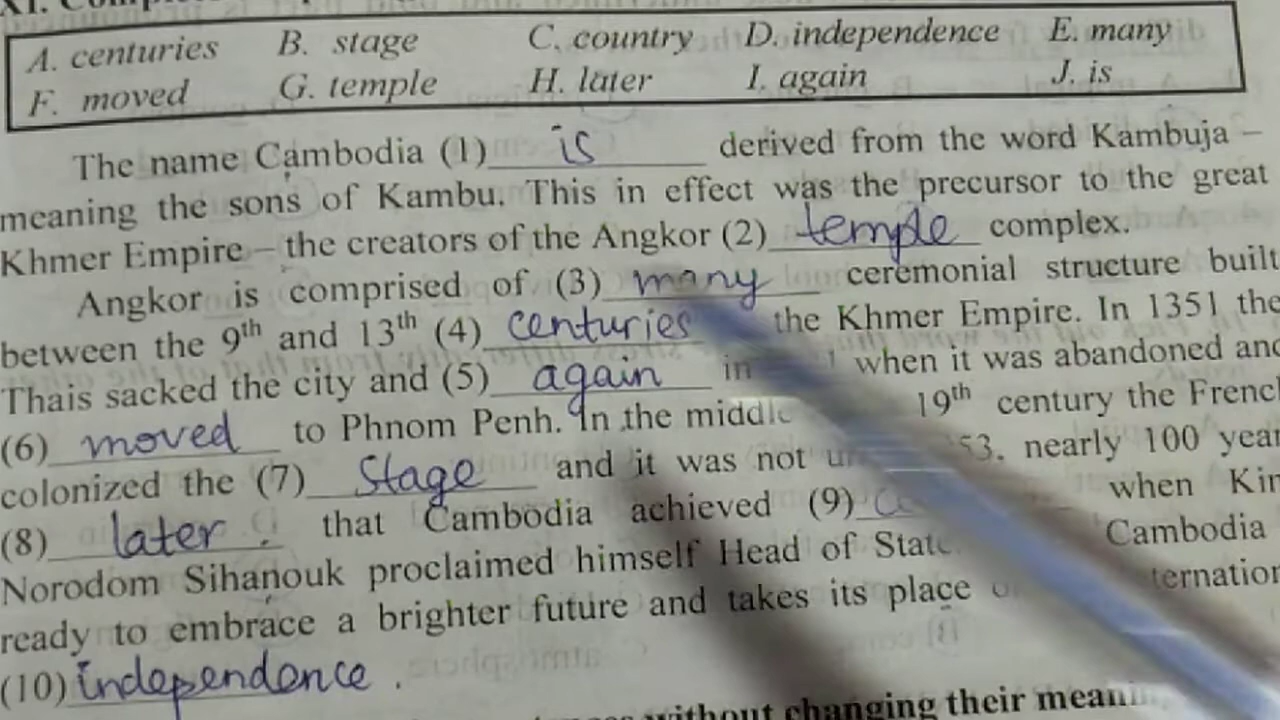 A. centuries B. stage C. country D. independence E. many
F. moved G. temple H. later I. again J. is
The name Cambodia (1) is derived from the word Kambuja –
meaning the sons of Kambu. This in effect was the precursor to the great
Khmer Empire – the creators of the Angkor (2) temple complex.
Angkor is comprised of (3) many ceremonial structure built
between the 9th and 13th (4) centuries the Khmer Empire. In 1351 the
Thais sacked the city and (5) again in when it was abandoned and
(6) moved to Phnom Penh. In the middle 19th century the French
colonized the (7) stage and it was not 53, nearly 100 year
(8) later that Cambodia achieved (9) when
Norodom Sihanouk proclaimed himself Head of State. Cambodia
ready to embrace a brighter future and takes its place
(10) independence.
without changing their meaning